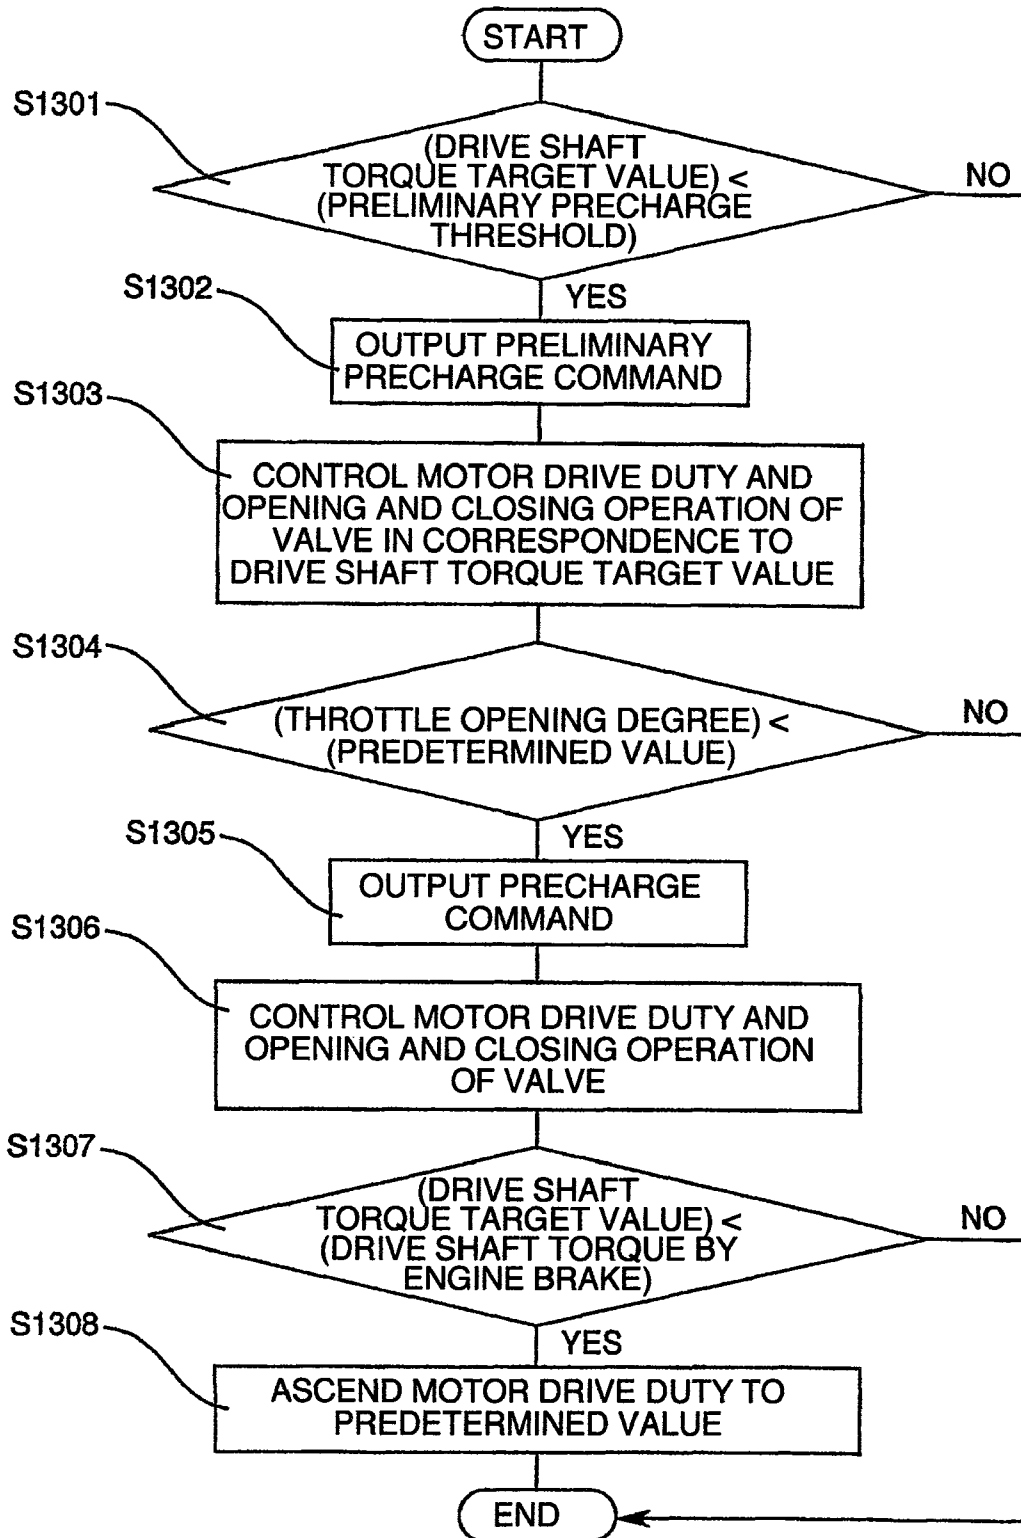 START
S1301
(DRIVE SHAFT
TORQUE TARGET VALUE) <
(PRELIMINARY PRECHARGE
THRESHOLD)
NO
YES
S1302
OUTPUT PRELIMINARY
PRECHARGE COMMAND
S1303
CONTROL MOTOR DRIVE DUTY AND
OPENING AND CLOSING OPERATION OF
VALVE IN CORRESPONDENCE TO
DRIVE SHAFT TORQUE TARGET VALUE
S1304
(THROTTLE OPENING DEGREE) <
(PREDETERMINED VALUE)
NO
YES
S1305
OUTPUT PRECHARGE
COMMAND
S1306
CONTROL MOTOR DRIVE DUTY AND
OPENING AND CLOSING OPERATION
OF VALVE
S1307
(DRIVE SHAFT
TORQUE TARGET VALUE) <
(DRIVE SHAFT TORQUE BY
ENGINE BRAKE)
NO
YES
S1308
ASCEND MOTOR DRIVE DUTY TO
PREDETERMINED VALUE
END